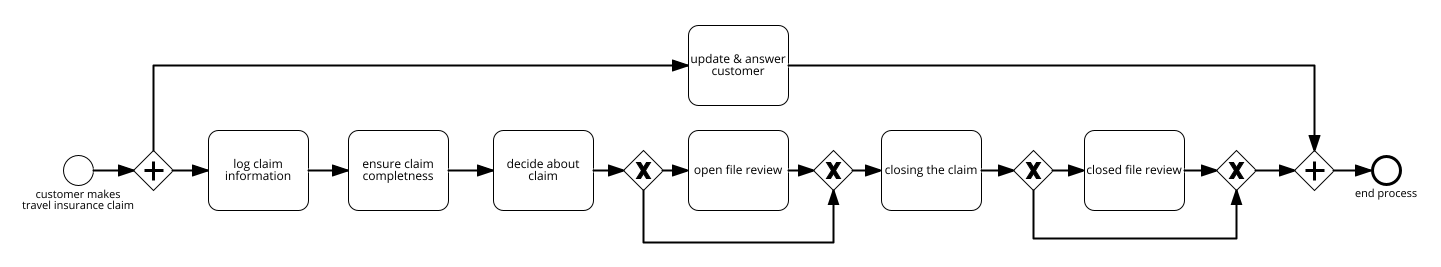 update & answer
customer
log claim
information
ensure claim
completness
decide about
claim
open file review
closing the claim
closed file review
customer makes
travel insurance claim
end process